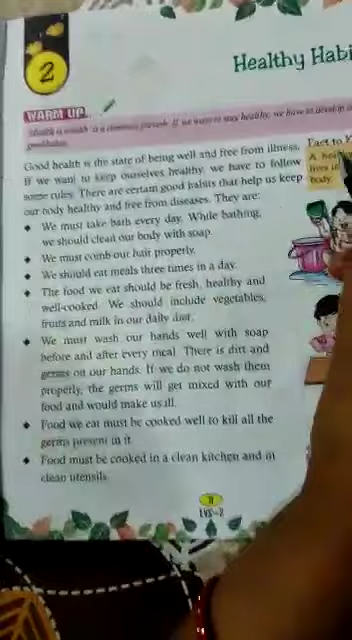 2
Healthy Habi
WARM UP
'Health is wealth' is a common proverb. If we want to stay healthy, we have to develop
good habits.
Good health is the state of being well and free from illness.
If we want to keep ourselves healthy, we have to follow
some rules. There are certain good habits that help us keep
our body healthy and free from diseases. They are:
Fact to
A heal
lives in
body.
♦ We must take bath every day. While bathing,
we should clean our body with soap.
♦ We must comb our hair properly.
♦ We should eat meals three times in a day.
♦ The food we eat should be fresh, healthy and
well-cooked. We should include vegetables,
fruits and milk in our daily diet.
♦ We must wash our hands well with soap
before and after every meal. There is dirt and
germs on our hands. If we do not wash them
properly, the germs will get mixed with our
food and would make us ill.
♦ Food we eat must be cooked well to kill all the
germs present in it.
♦ Food must be cooked in a clean kitchen and in
clean utensils.